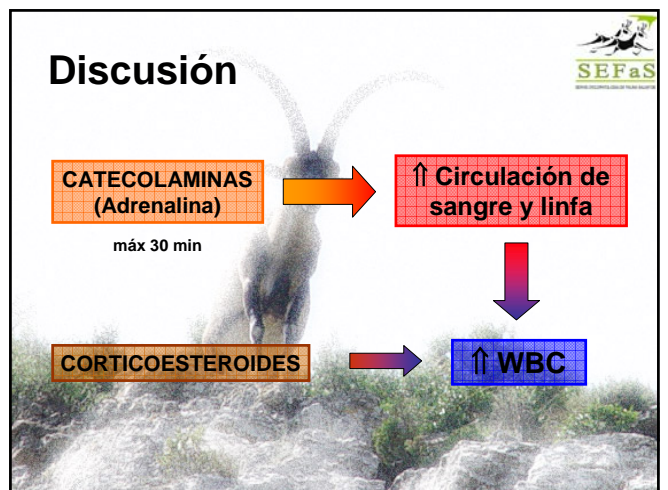 Discusión
SEFaS
CATECOLAMINAS
(Adrenalina)
⇑ Circulación de
sangre y linfa
máx 30 min
CORTICOESTEROIDES
⇑ WBC